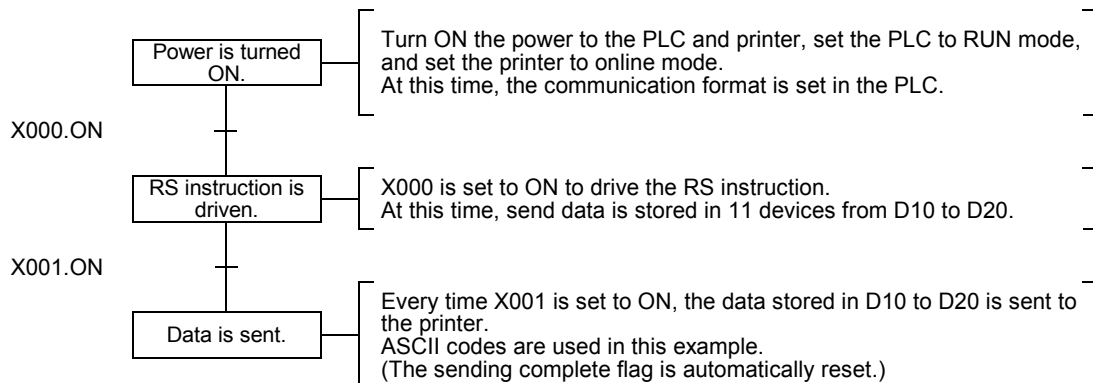 Power is turned
ON.
Turn ON the power to the PLC and printer, set the PLC to RUN mode,
and set the printer to online mode.
At this time, the communication format is set in the PLC.
X000.ON
RS instruction is
driven.
X000 is set to ON to drive the RS instruction.
At this time, send data is stored in 11 devices from D10 to D20.
X001.ON
Data is sent.
Every time X001 is set to ON, the data stored in D10 to D20 is sent to
the printer.
ASCII codes are used in this example.
(The sending complete flag is automatically reset.)